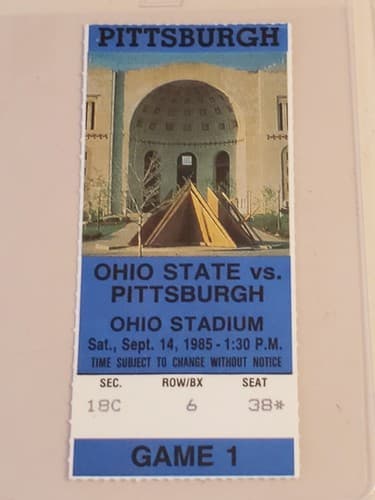 PITTSBURGH
OHIO STATE vs.
PITTSBURGH
OHIO STADIUM
Sat., Sept. 14, 1985 - 1:30 P.M.
TIME SUBJECT TO CHANGE WITHOUT NOTICE
SEC. ROW/BX SEAT
18C 6 38*
GAME 1